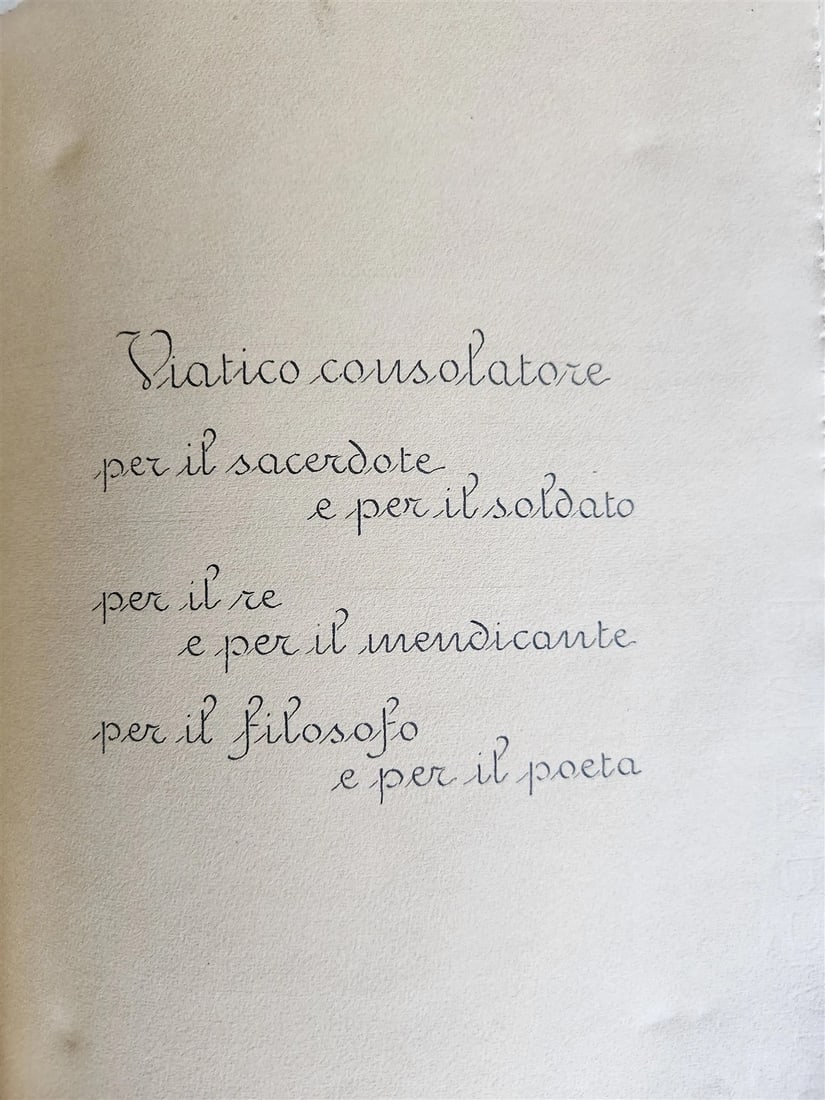 Viatico consolatore
per il sacerdote
e per il soldato
per il re
e per il mendicante
per il filosofo
e per il poeta